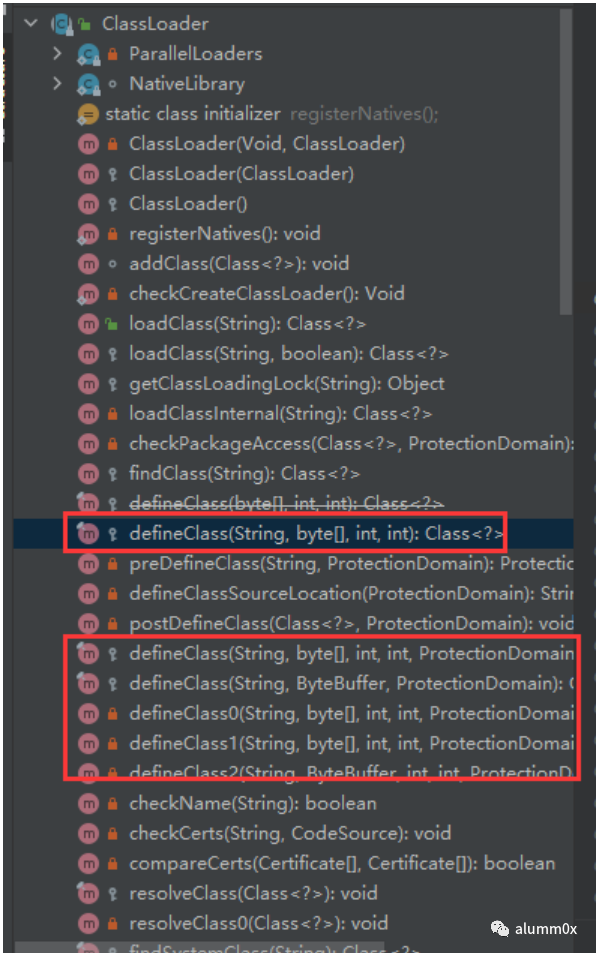 ClassLoader
ParallelLoaders
NativeLibrary
static class initializer registerNatives();
ClassLoader(Void, ClassLoader)
ClassLoader(ClassLoader)
ClassLoader()
registerNatives(): void
addClass(Class<?>): void
checkCreateClassLoader(): Void
loadClass(String): Class<?>
loadClass(String, boolean): Class<?>
getClassLoadingLock(String): Object
loadClassInternal(String): Class<?>
checkPackageAccess(Class<?>, ProtectionDomain):
findClass(String): Class<?>
defineClass(byte[], int, int): Class<?>
defineClass(String, byte[], int, int): Class<?>
preDefineClass(String, ProtectionDomain): Protectio
defineClassSourceLocation(ProtectionDomain): Strin
postDefineClass(Class<?>, ProtectionDomain): void
defineClass(String, byte[], int, int, ProtectionDomain
defineClass(String, ByteBuffer, ProtectionDomain): C
defineClass0(String, byte[], int, int, ProtectionDomai
defineClass1(String, byte[], int, int, ProtectionDomai
defineClass2(String, ByteBuffer, int, int, ProtectionD
checkName(String): boolean
checkCerts(String, CodeSource): void
compareCerts(Certificate[], Certificate[]): boolean
resolveClass(Class<?>): void
resolveClass0(Class<?>): void
alumm0x
findSystemClass(String): Class<?>